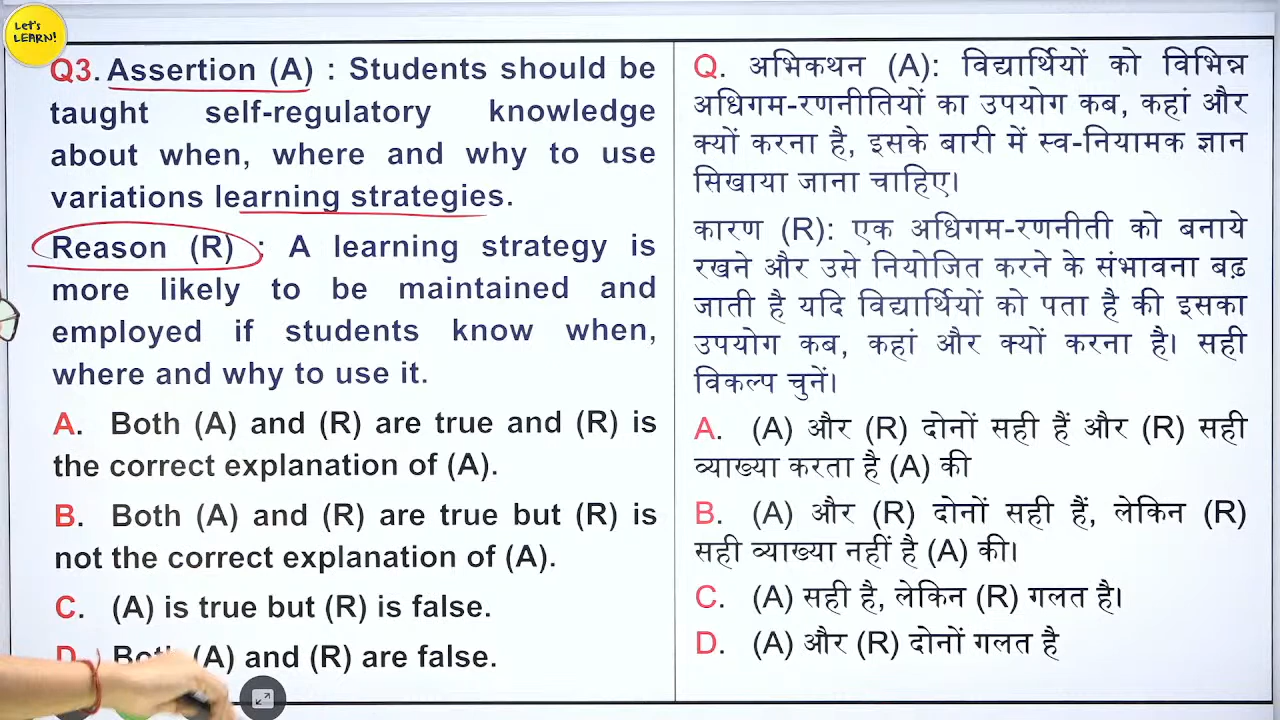 Let's
LEARN!
Q3. Assertion (A) : Students should be
taught self-regulatory knowledge
about when, where and why to use
variations learning strategies.
Reason (R) : A learning strategy is
more likely to be maintained and
employed if students know when,
where and why to use it.
A. Both (A) and (R) are true and (R) is
the correct explanation of (A).
B. Both (A) and (R) are true but (R) is
not the correct explanation of (A).
C. (A) is true but (R) is false.
D. Both (A) and (R) are false.
Q. अभिकथन (A): विद्यार्थियों को विभिन्न
अधिगम-रणनीतियों का उपयोग कब, कहां और
क्यों करना है, इसके बारी में स्व-नियामक ज्ञान
सिखाया जाना चाहिए।
कारण (R): एक अधिगम-रणनीती को बनाये
रखने और उसे नियोजित करने के संभावना बढ़
जाती है यदि विद्यार्थियों को पता है की इसका
उपयोग कब, कहां और क्यों करना है। सही
विकल्प चुनें।
A. (A) और (R) दोनों सही हैं और (R) सही
व्याख्या करता है (A) की
B. (A) और (R) दोनों सही हैं, लेकिन (R)
सही व्याख्या नहीं है (A) की।
C. (A) सही है, लेकिन (R) गलत है।
D. (A) और (R) दोनों गलत है